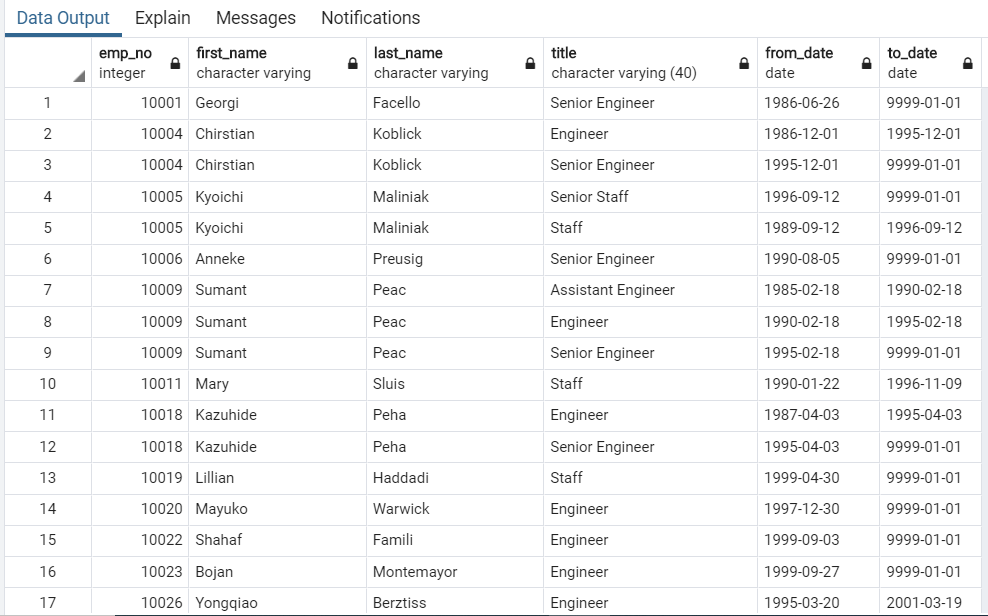 Data Output Explain Messages Notifications
emp_no first_name last_name title from_date to_date
integer character varying character varying character varying (40) date date
1 10001 Georgi Facello Senior Engineer 1986-06-26 9999-01-01
2 10004 Chirstian Koblick Engineer 1986-12-01 1995-12-01
3 10004 Chirstian Koblick Senior Engineer 1995-12-01 9999-01-01
4 10005 Kyoichi Maliniak Senior Staff 1996-09-12 9999-01-01
5 10005 Kyoichi Maliniak Staff 1989-09-12 1996-09-12
6 10006 Anneke Preusig Senior Engineer 1990-08-05 9999-01-01
7 10009 Sumant Peac Assistant Engineer 1985-02-18 1990-02-18
8 10009 Sumant Peac Engineer 1990-02-18 1995-02-18
9 10009 Sumant Peac Senior Engineer 1995-02-18 9999-01-01
10 10011 Mary Sluis Staff 1990-01-22 1996-11-09
11 10018 Kazuhide Peha Engineer 1987-04-03 1995-04-03
12 10018 Kazuhide Peha Senior Engineer 1995-04-03 9999-01-01
13 10019 Lillian Haddadi Staff 1999-04-30 9999-01-01
14 10020 Mayuko Warwick Engineer 1997-12-30 9999-01-01
15 10022 Shahaf Famili Engineer 1999-09-03 9999-01-01
16 10023 Bojan Montemayor Engineer 1999-09-27 9999-01-01
17 10026 Yongqiao Berztiss Engineer 1995-03-20 2001-03-19